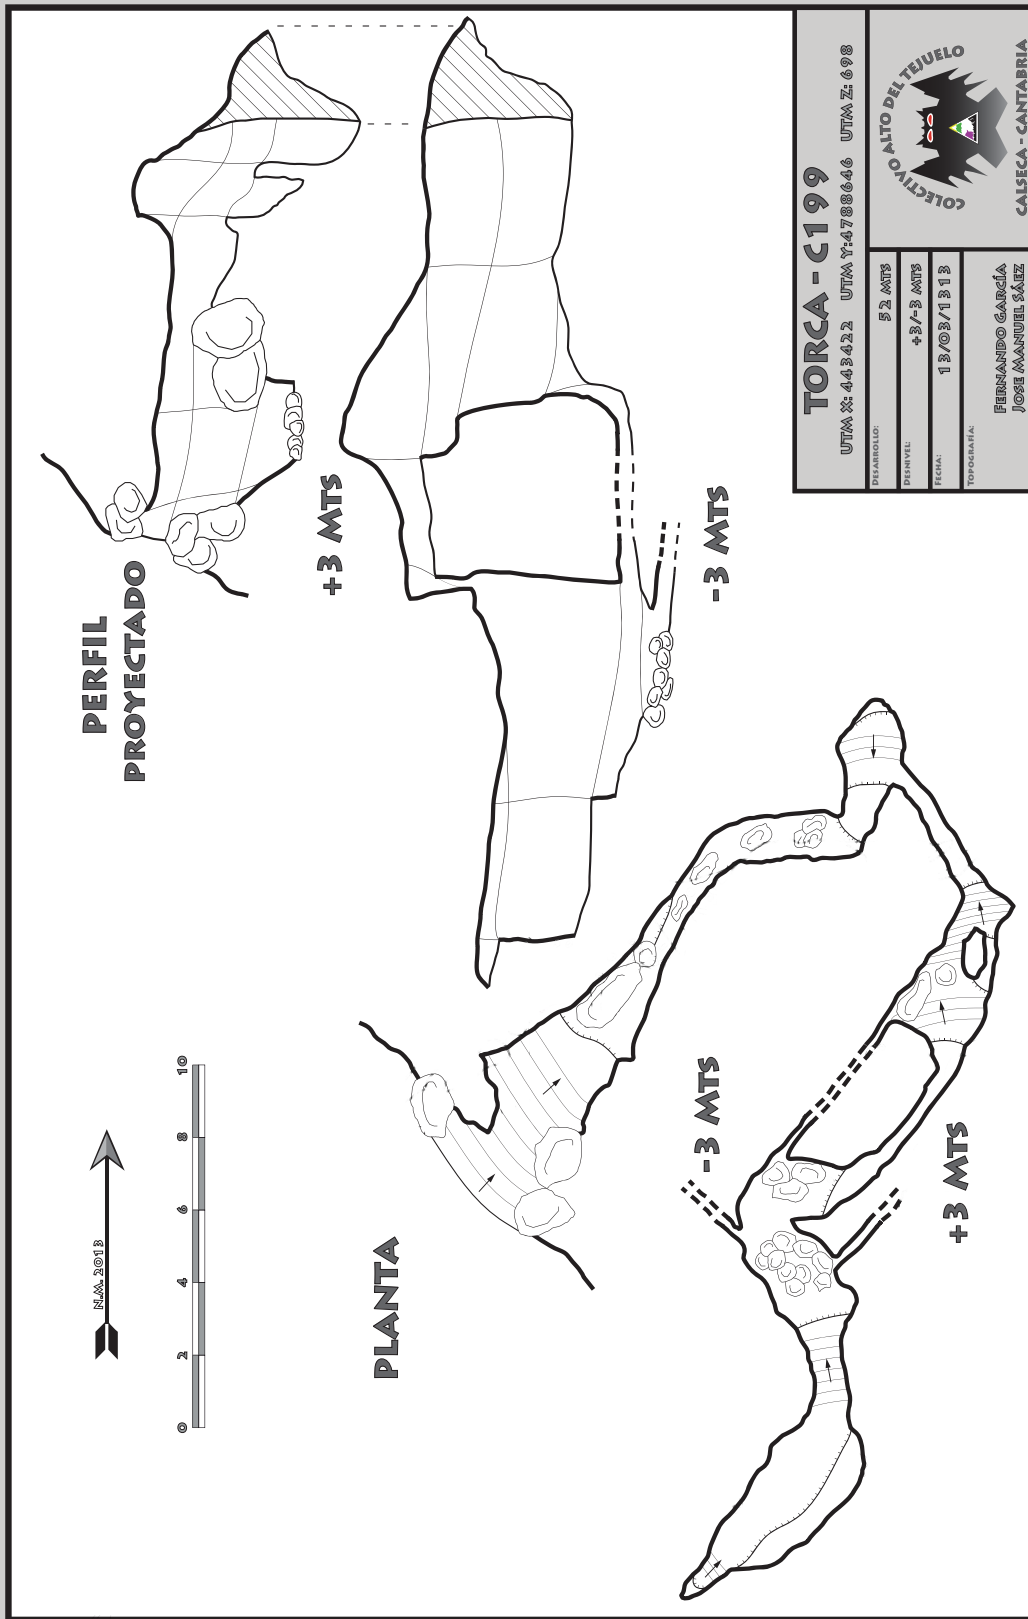 TORCA - C199
UTM X: 443422 UTM Y:4788646 UTM Z: 698
DESARROLLO:
52 MTS
DESNIVEL:
+3/-3 MTS
FECHA:
13/03/1313
TOPOGRAFÍA:
FERNANDO GARCÍA
JOSE MANUEL SÁEZ
COLECTIVO ALTO DEL TEJUELO
CALSECA - CANTABRIA
PERFIL
PROYECTADO
+3 MTS
-3 MTS
N.M. 2013
0 2 4 6 8 10
PLANTA
-3 MTS
+3 MTS